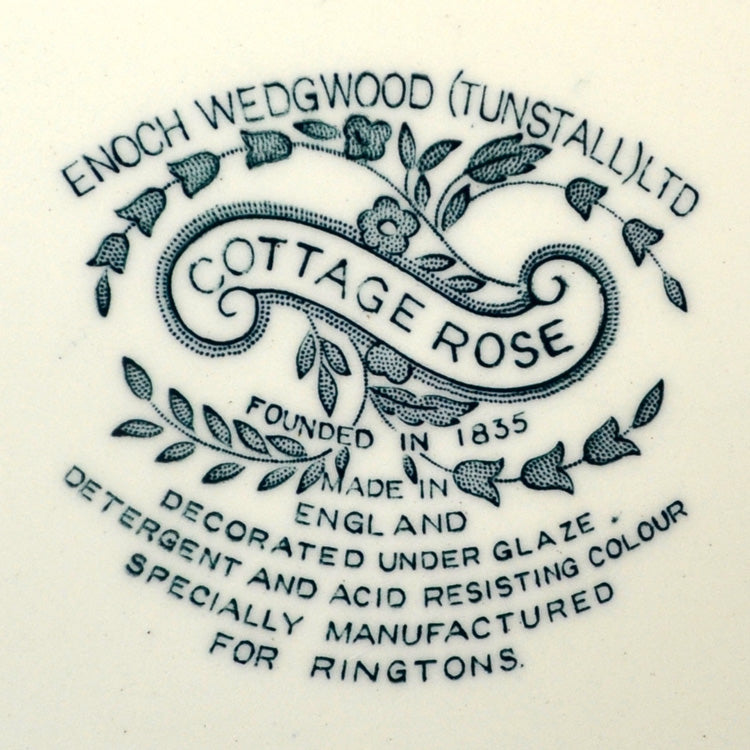 ENOCH WEDGWOOD (TUNSTALL) LTD
COTTAGE ROSE
FOUNDED IN 1835
MADE IN
ENGLAND
DECORATED UNDER GLAZE.
DETERGENT AND ACID RESISTING COLOUR
SPECIALLY MANUFACTURED
FOR RINGTONS.